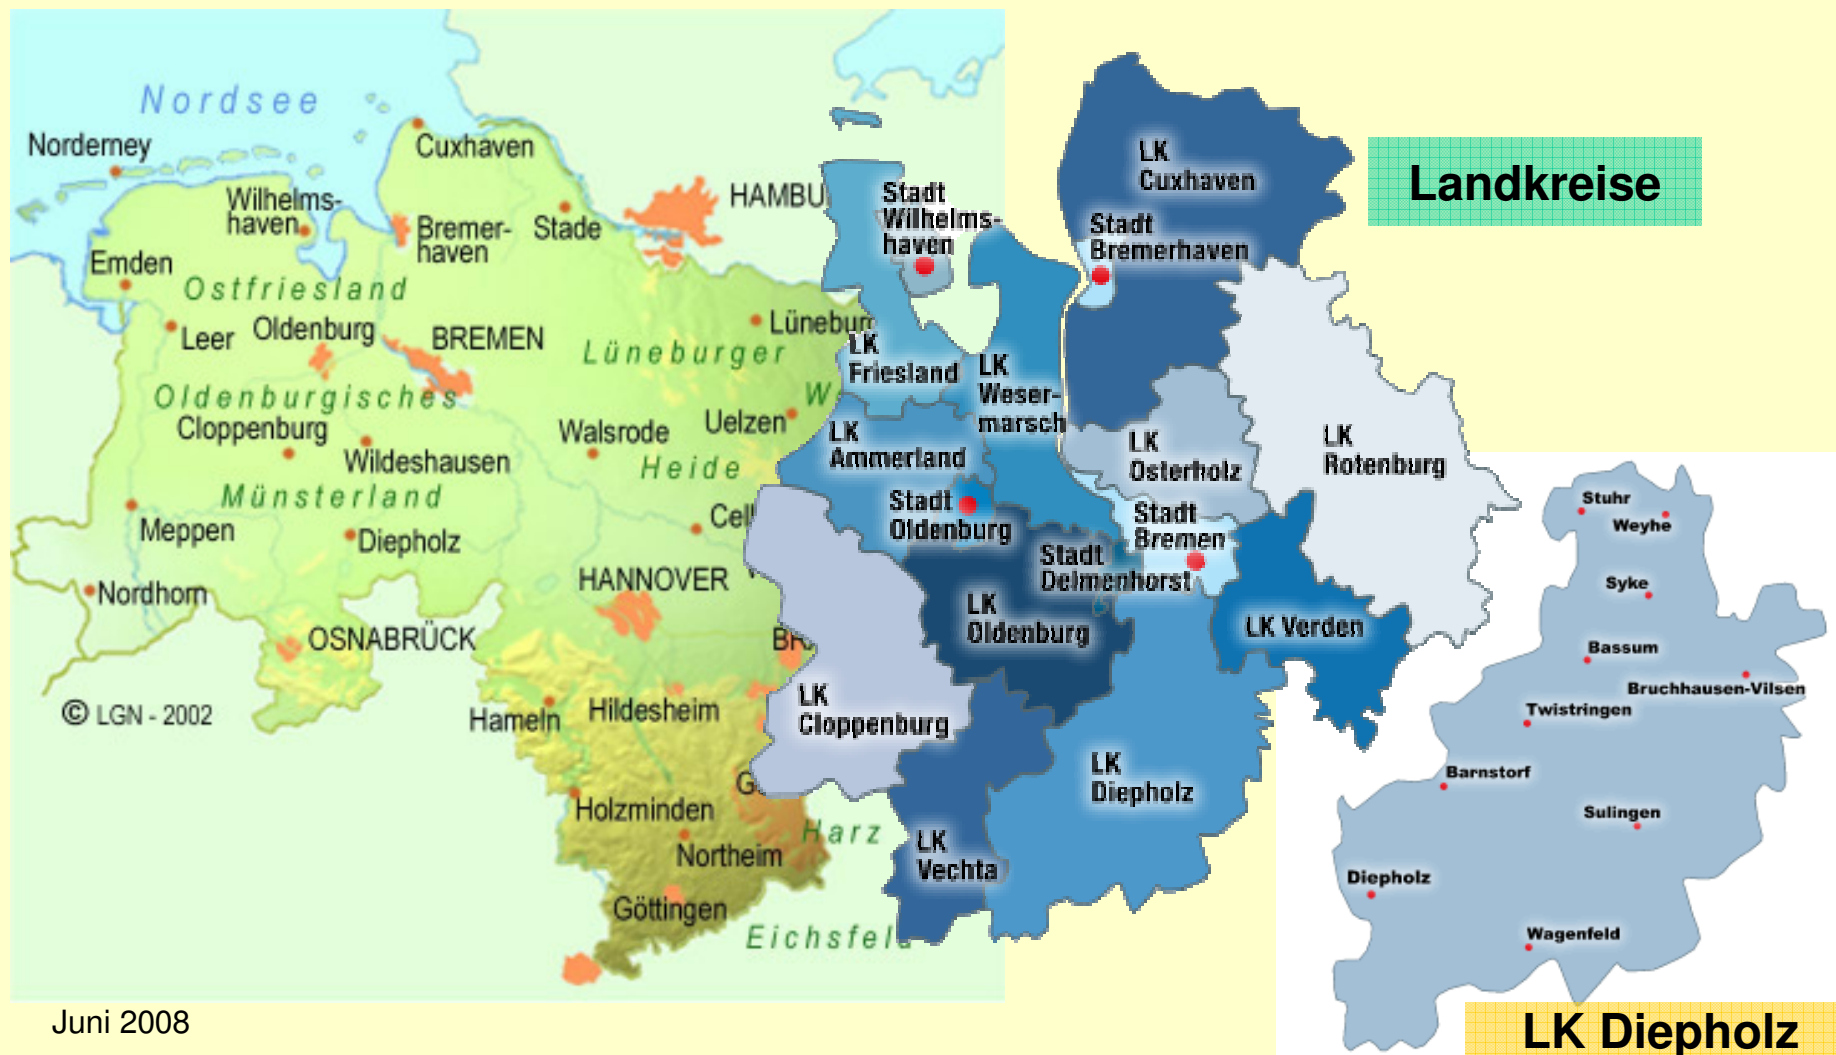 Nordsee
Norderney
Cuxhaven
Wilhelms-
haven
Bremer-
haven
Stade
HAMBU
Emden
Ostfriesland
Leer
Oldenburg
BREMEN
Lüneburger
Oldenburgisches
Cloppenburg
Wildeshausen
Walsrode
Uelzen
Heide
Münsterland
Meppen
Diepholz
Nordhorn
HANNOVER
OSNABRÜCK
© LGN - 2002
Hameln
Hildesheim
Holzminden
Northeim
Harz
Göttingen
Juni 2008
Stadt
Wilhelms-
haven
LK
Cuxhaven
Stadt
Bremerhaven
LK
Friesland
LK
Weser-
marsch
LK
Ammerland
LK
Osterholz
LK
Rotenburg
Stadt
Oldenburg
Stadt
Bremen
Stadt
Delmenhorst
LK
Oldenburg
LK Verden
LK
Cloppenburg
LK
Diepholz
LK
Vechta
Landkreise
Stuhr
Weyhe
Syke
Bassum
Bruchhausen-Vilsen
Twistringen
Barnstorf
Sulingen
Diepholz
Wagenfeld
LK Diepholz